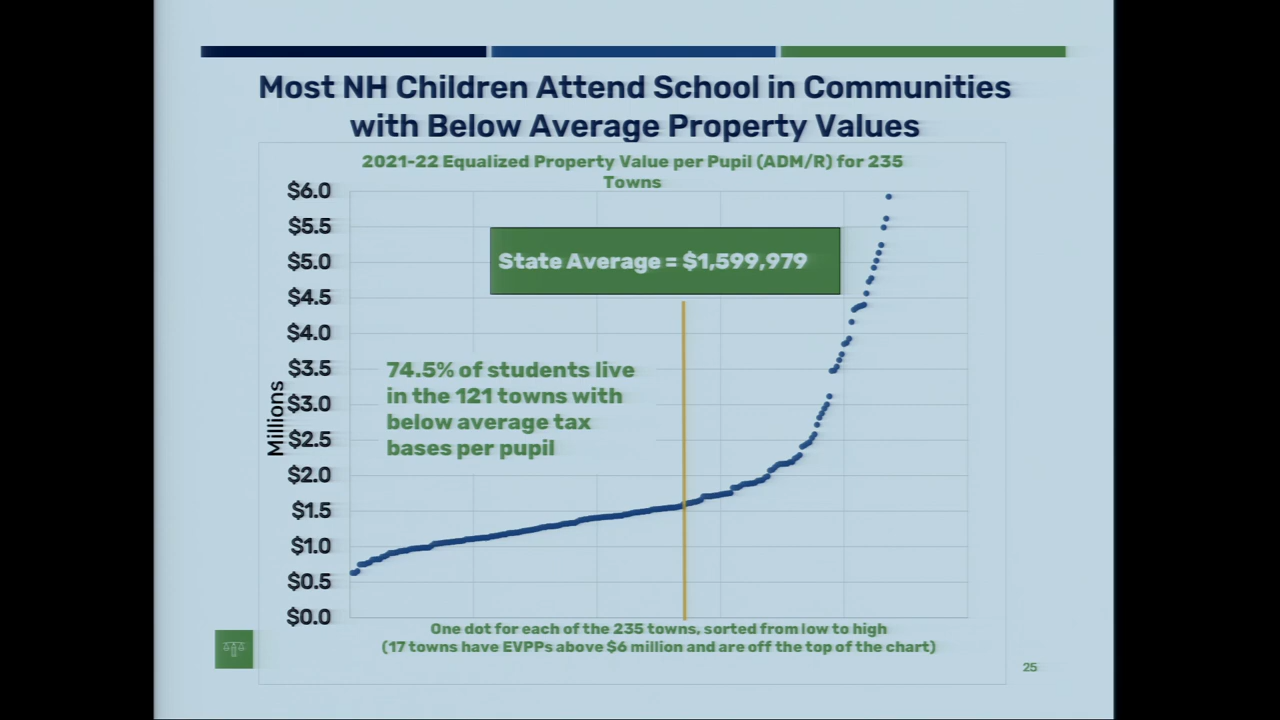 Most NH Children Attend School in Communities
with Below Average Property Values
2021-22 Equalized Property Value per Pupil (ADM/R) for 235
Towns
$6.0
$5.5
$5.0
$4.5
$4.0
$3.5
$3.0
$2.5
$2.0
$1.5
$1.0
$0.5
$0.0
Millions
State Average = $1,599,979
74.5% of students live
in the 121 towns with
below average tax
bases per pupil
One dot for each of the 235 towns, sorted from low to high
(17 towns have EVPPs above $6 million and are off the top of the chart)
25